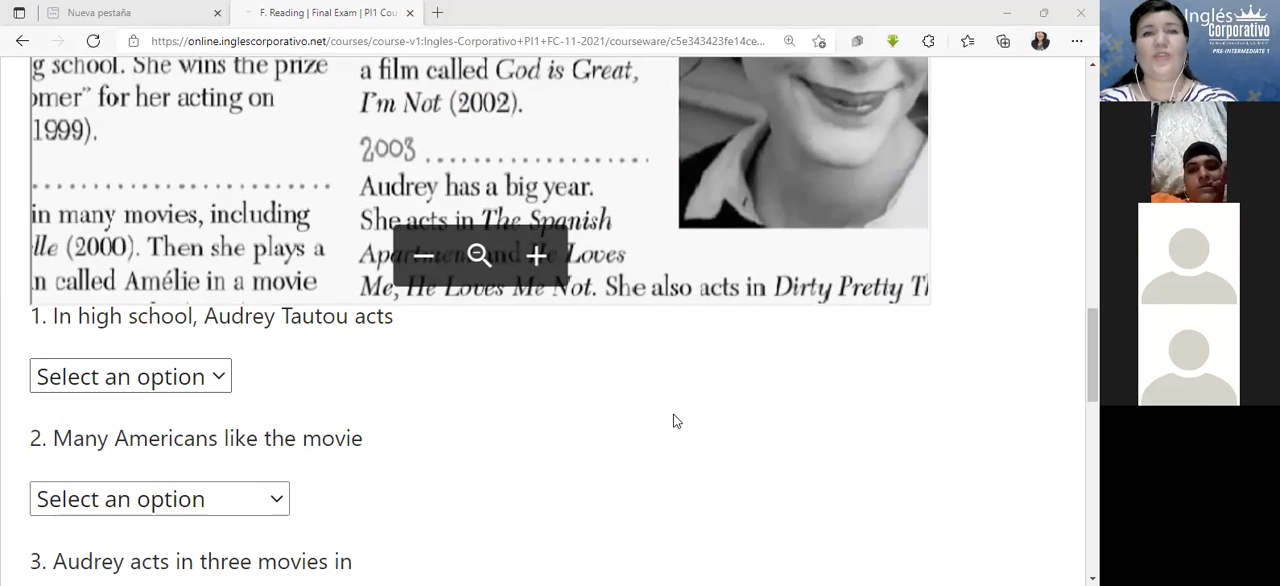 Nueva pestaña
F. Reading | Final Exam | PI1 Cou
https://online.inglescorporativo.net/courses/course-v1:Ingles-Corporativo+PI1+FC-11-2021/courseware/c5e343423fe14ce...
Inglés
Corporativo
PRE-INTERMEDIATE 1
g school. She wins the prize
omer" for her acting on
1999).
in many movies, including
lle (2000). Then she plays a
n called Amélie in a movie
a film called God is Great,
I'm Not (2002).
2003
Audrey has a big year.
She acts in The Spanish
Apartment and He Loves
Me, He Loves Me Not. She also acts in Dirty Pretty T
1. In high school, Audrey Tautou acts
Select an option
2. Many Americans like the movie
Select an option
3. Audrey acts in three movies in